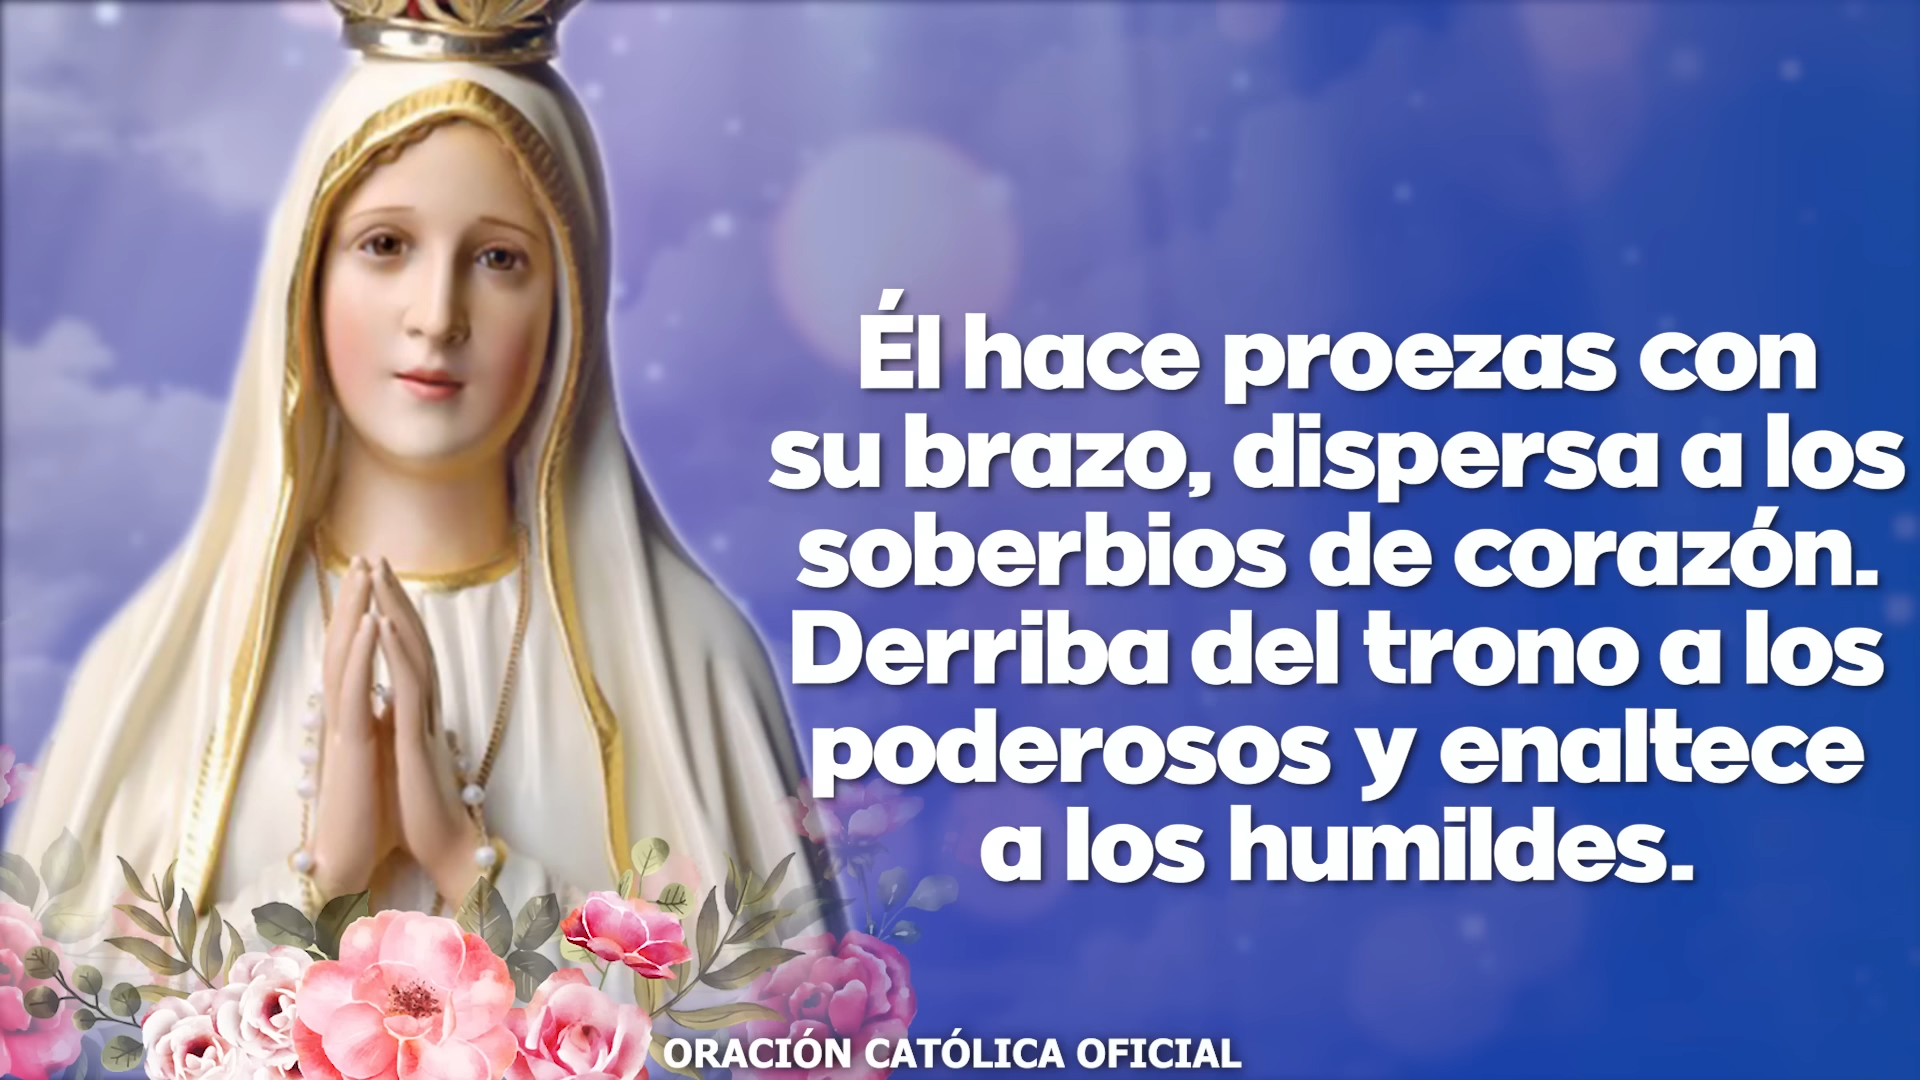 Él hace proezas con
su brazo, dispersa a los
soberbios de corazón.
Derriba del trono a los
poderosos y enaltece
a los humildes.
ORACIÓN CATÓLICA OFICIAL